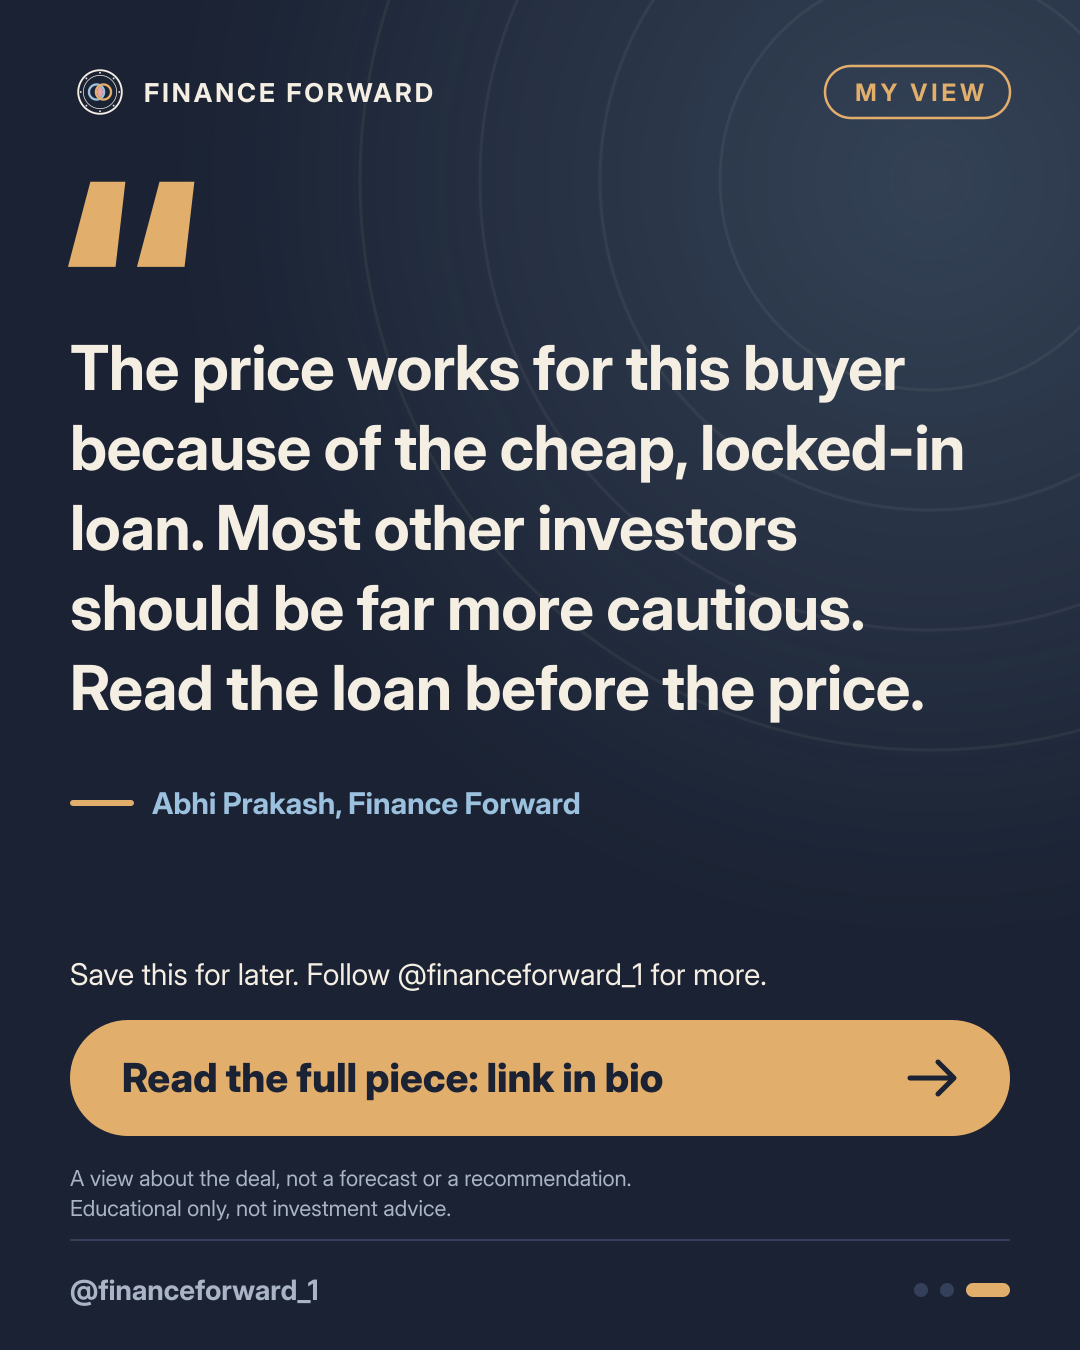 FINANCE FORWARD
MY VIEW
"
The price works for this buyer
because of the cheap, locked-in
loan. Most other investors
should be far more cautious.
Read the loan before the price.
Abhi Prakash, Finance Forward
Save this for later. Follow @financeforward_1 for more.
Read the full piece: link in bio →
A view about the deal, not a forecast or a recommendation.
Educational only, not investment advice.
@financeforward_1